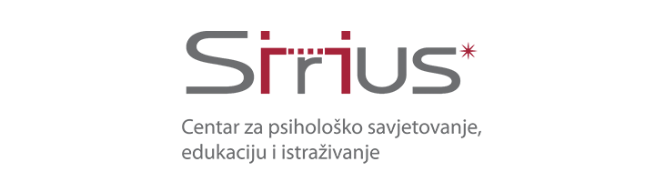 Sirius*
Centar za psihološko savjetovanje,
edukaciju i istraživanje